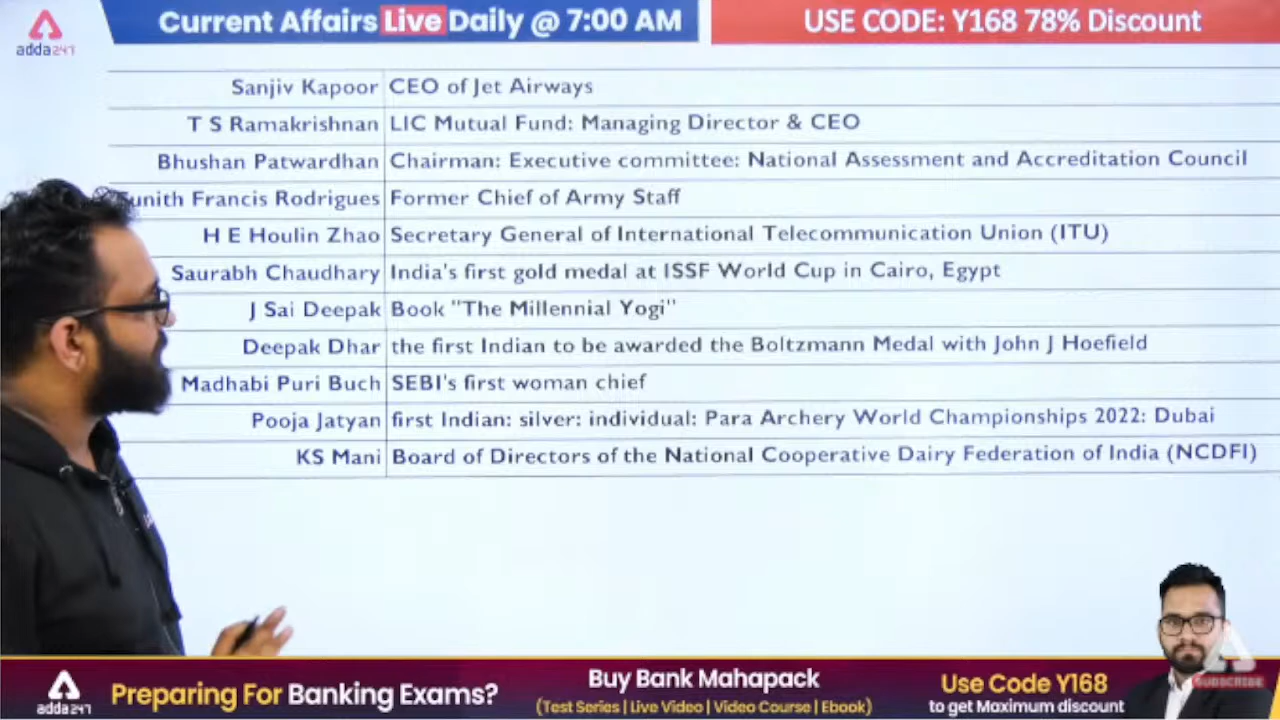 Current Affairs Live Daily @ 7:00 AM
USE CODE: Y168 78% Discount
adda247
Sanjiv Kapoor CEO of Jet Airways
T S Ramakrishnan LIC Mutual Fund: Managing Director & CEO
Bhushan Patwardhan Chairman: Executive committee: National Assessment and Accreditation Council
unith Francis Rodrigues Former Chief of Army Staff
H E Houlin Zhao Secretary General of International Telecommunication Union (ITU)
Saurabh Chaudhary India's first gold medal at ISSF World Cup in Cairo, Egypt
J Sai Deepak Book "The Millennial Yogi"
Deepak Dhar the first Indian to be awarded the Boltzmann Medal with John J Hoefield
Madhabi Puri Buch SEBI's first woman chief
Pooja Jatyan first Indian: silver: individual: Para Archery World Championships 2022: Dubai
KS Mani Board of Directors of the National Cooperative Dairy Federation of India (NCDFI)
adda247
Preparing For Banking Exams?
Buy Bank Mahapack
(Test Series | Live Video | Video Course | Ebook)
Use Code Y168
to get Maximum discount
SUBSCRIBE